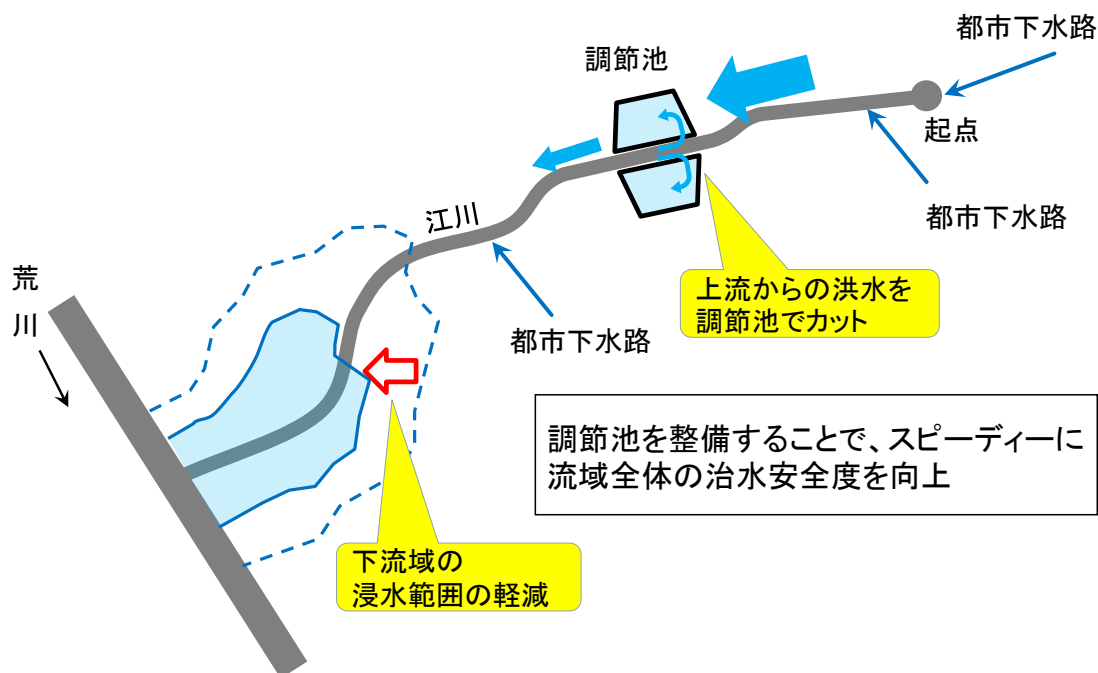 都市下水路
調節池
起点
都市下水路
江川
荒
川
上流からの洪水を
調節池でカット
都市下水路
調節池を整備することで、スピーディーに
流域全体の治水安全度を向上
下流域の
浸水範囲の軽減